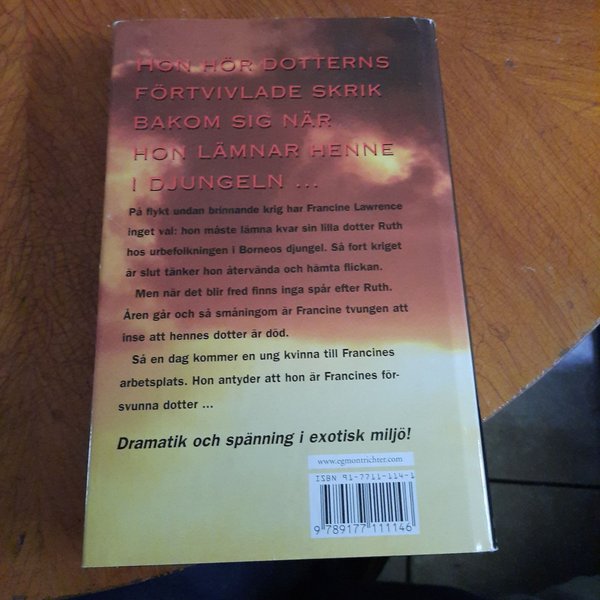 HON HÖR DOTTERNS
FÖRTVIVLADE SKRIK
BAKOM SIG NÄR
HON LÄMNAR HENNE
I DJUNGELN ...
På flykt undan brinnande krig har Francine Lawrence
inget val: hon måste lämna kvar sin lilla dotter Ruth
hos urbefolkningen i Borneos djungel. Så fort kriget
är slut tänker hon återvända och hämta flickan.
Men när det blir fred finns inga spår efter Ruth.
Åren går och så småningom är Francine tvungen att
inse att hennes dotter är död.
Så en dag kommer en ung kvinna till Francines
arbetsplats. Hon antyder att hon är Francines för-
svunna dotter ...
Dramatik och spänning i exotisk miljö!
www.egmontrichter.com
ISBN 91-7711-114-1
9 789177 111146